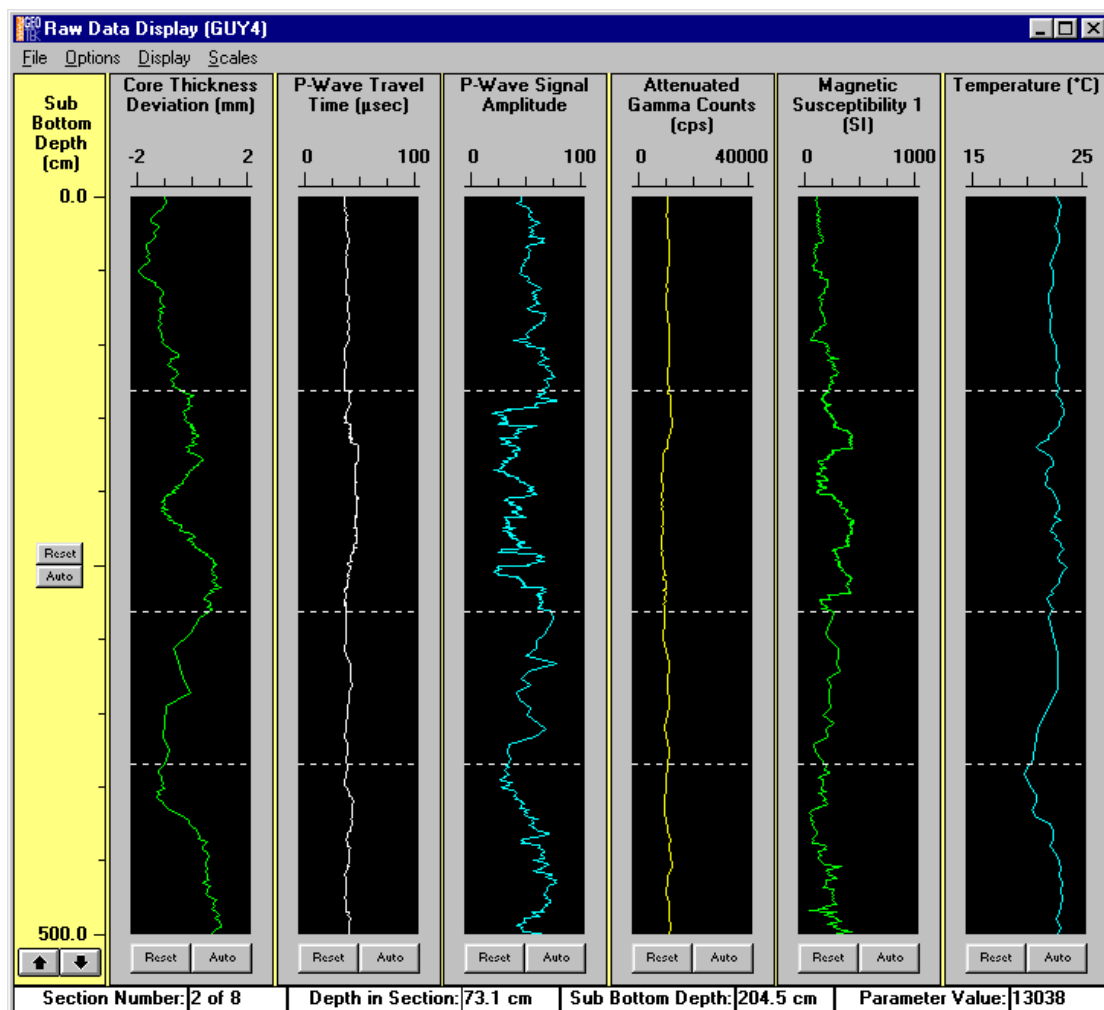 GEO
TEK
Raw Data Display (GUY4)
File Options Display Scales
Sub
Bottom
Depth
(cm)
0.0
500.0
Reset
Auto
Core Thickness
Deviation (mm)
-2 2
Reset Auto
P-Wave Travel
Time (µsec)
0 100
Reset Auto
P-Wave Signal
Amplitude
0 100
Reset Auto
Attenuated
Gamma Counts
(cps)
0 40000
Reset Auto
Magnetic
Susceptibility 1
(SI)
0 1000
Reset Auto
Temperature (°C)
15 25
Reset Auto
Section Number: 2 of 8 Depth in Section: 73.1 cm Sub Bottom Depth: 204.5 cm Parameter Value: 13038